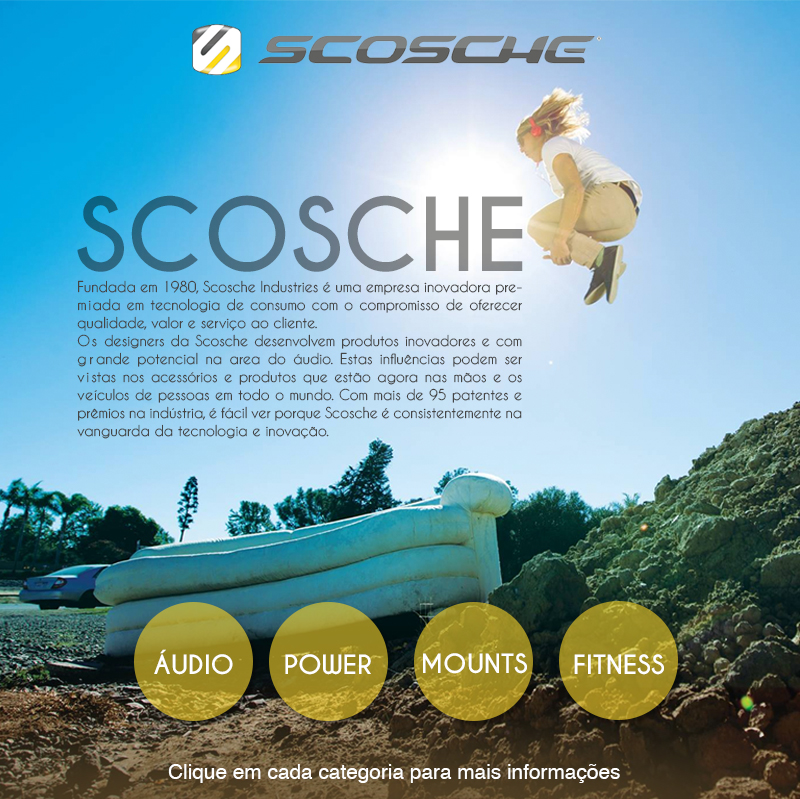 SCOSCHE
SCOSCHE
Fundada em 1980, Scosche Industries é uma empresa inovadora pre-
miada em tecnologia de consumo com o compromisso de oferecer
qualidade, valor e serviço ao cliente.
Os designers da Scosche desenvolvem produtos inovadores e com
grande potencial na area do áudio. Estas influências podem ser
vistas nos acessórios e produtos que estão agora nas mãos e os
veículos de pessoas em todo o mundo. Com mais de 95 patentes e
prêmios na indústria, é fácil ver porque Scosche é consistentemente na
vanguarda da tecnologia e inovação.
ÁUDIO POWER MOUNTS FITNESS
Clique em cada categoria para mais informações